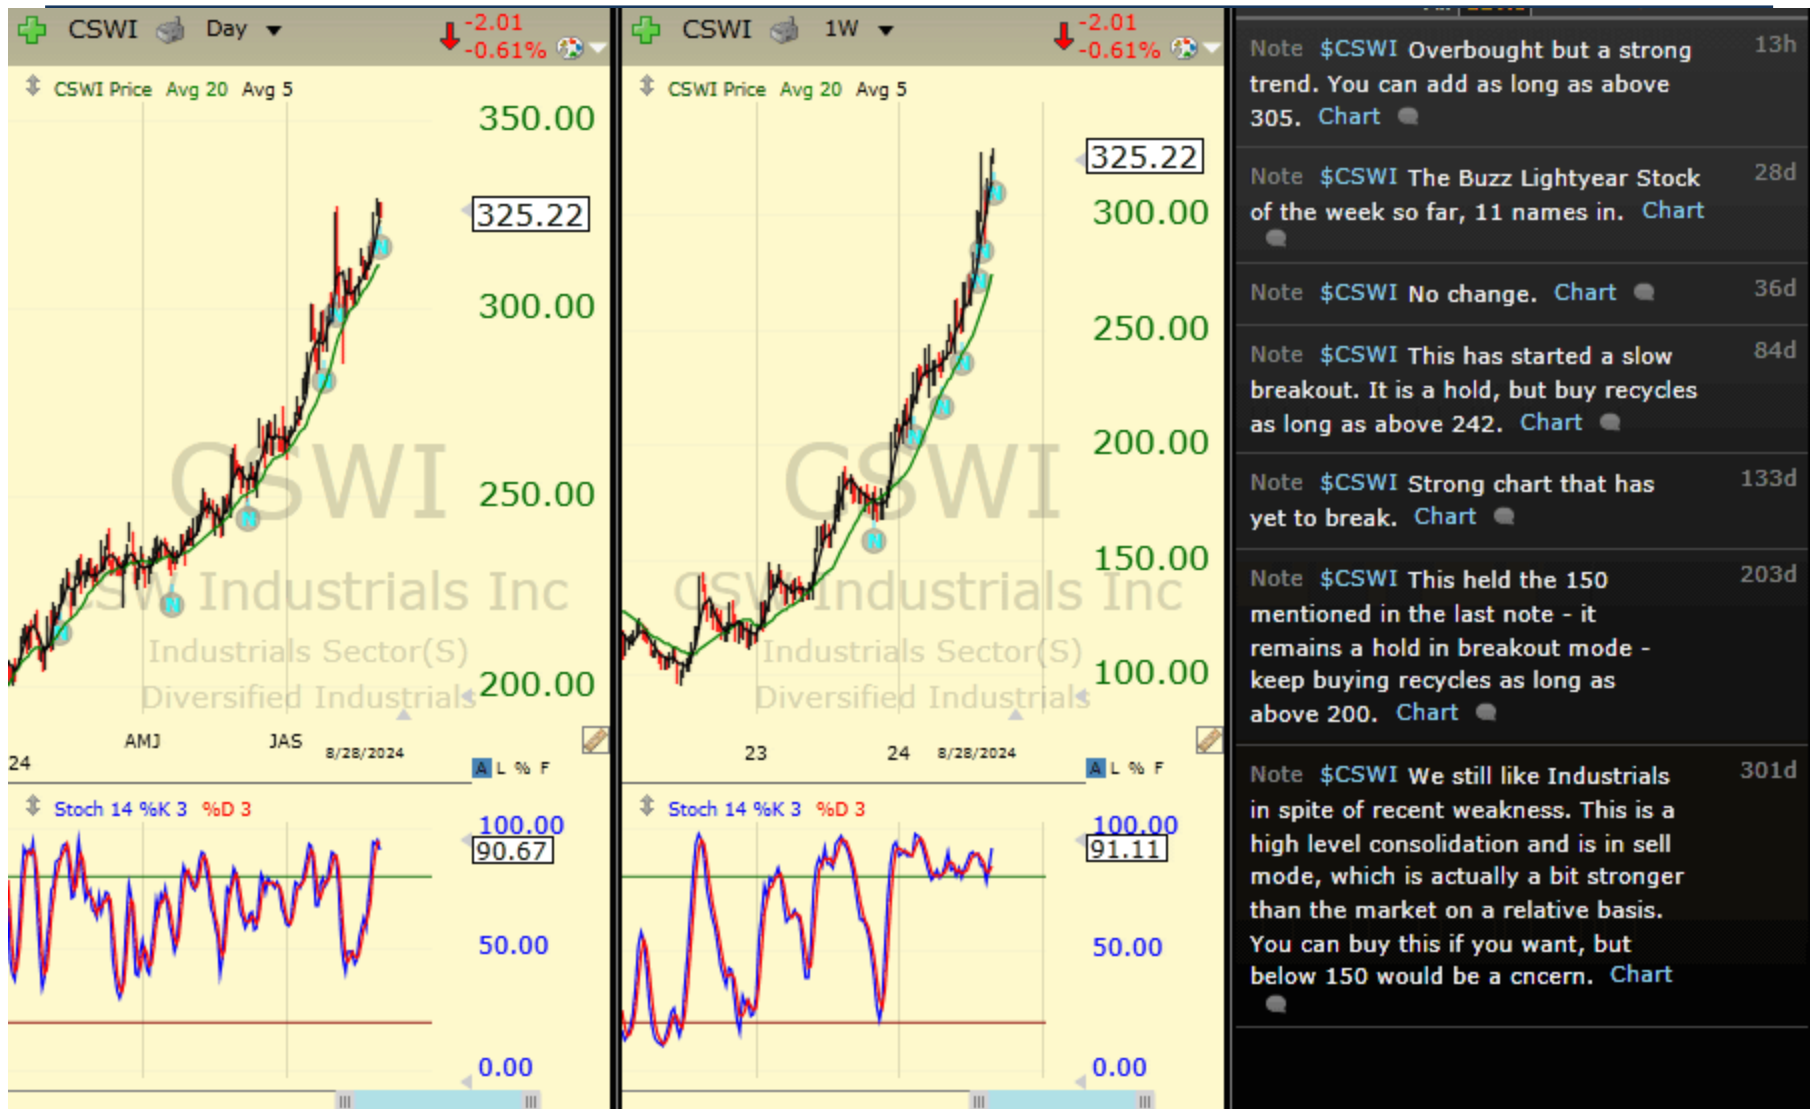 CSWI Day
-2.01
-0.61%
CSWI Price Avg 20 Avg 5
350.00
325.22
300.00
250.00
200.00
CSWI
CSW Industrials Inc
Industrials Sector(S)
Diversified Industrials
24 AMJ JAS 8/28/2024
A L % F
Stoch 14 %K 3 %D 3
100.00
90.67
50.00
0.00
N
N
N
N
N
N
CSWI 1W
-2.01
-0.61%
CSWI Price Avg 20 Avg 5
325.22
300.00
250.00
200.00
150.00
100.00
CSWI
CSW Industrials Inc
Industrials Sector(S)
Diversified Industrials
23 24 8/28/2024
A L % F
Stoch 14 %K 3 %D 3
100.00
91.11
50.00
0.00
N
N
N
N
N
N
N
Note $CSWI Overbought but a strong 13h
trend. You can add as long as above
305. Chart
Note $CSWI The Buzz Lightyear Stock 28d
of the week so far, 11 names in. Chart
Note $CSWI No change. Chart 36d
Note $CSWI This has started a slow 84d
breakout. It is a hold, but buy recycles
as long as above 242. Chart
Note $CSWI Strong chart that has 133d
yet to break. Chart
Note $CSWI This held the 150 203d
mentioned in the last note - it
remains a hold in breakout mode -
keep buying recycles as long as
above 200. Chart
Note $CSWI We still like Industrials 301d
in spite of recent weakness. This is a
high level consolidation and is in sell
mode, which is actually a bit stronger
than the market on a relative basis.
You can buy this if you want, but
below 150 would be a cncern. Chart